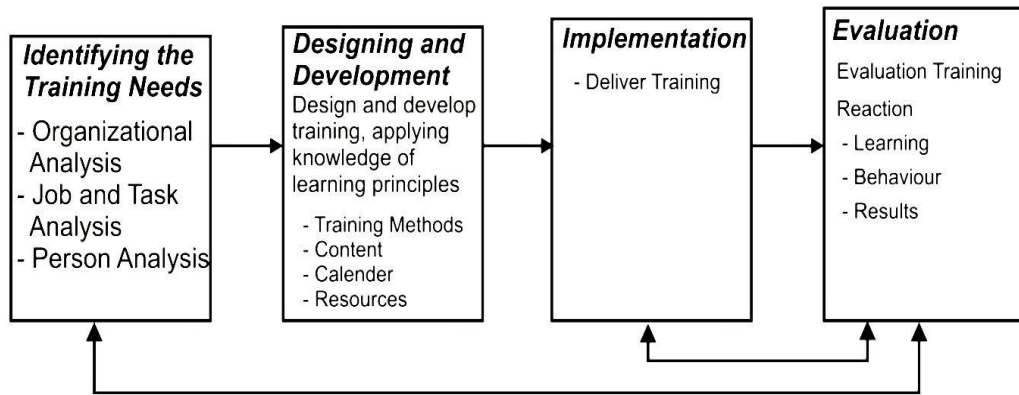 Identifying the
Training Needs
- Organizational
Analysis
- Job and Task
Analysis
- Person Analysis
Designing and
Development
Design and develop
training, applying
knowledge of
learning principles
- Training Methods
- Content
- Calender
- Resources
Implementation
- Deliver Training
Evaluation
Evaluation Training
Reaction
- Learning
- Behaviour
- Results